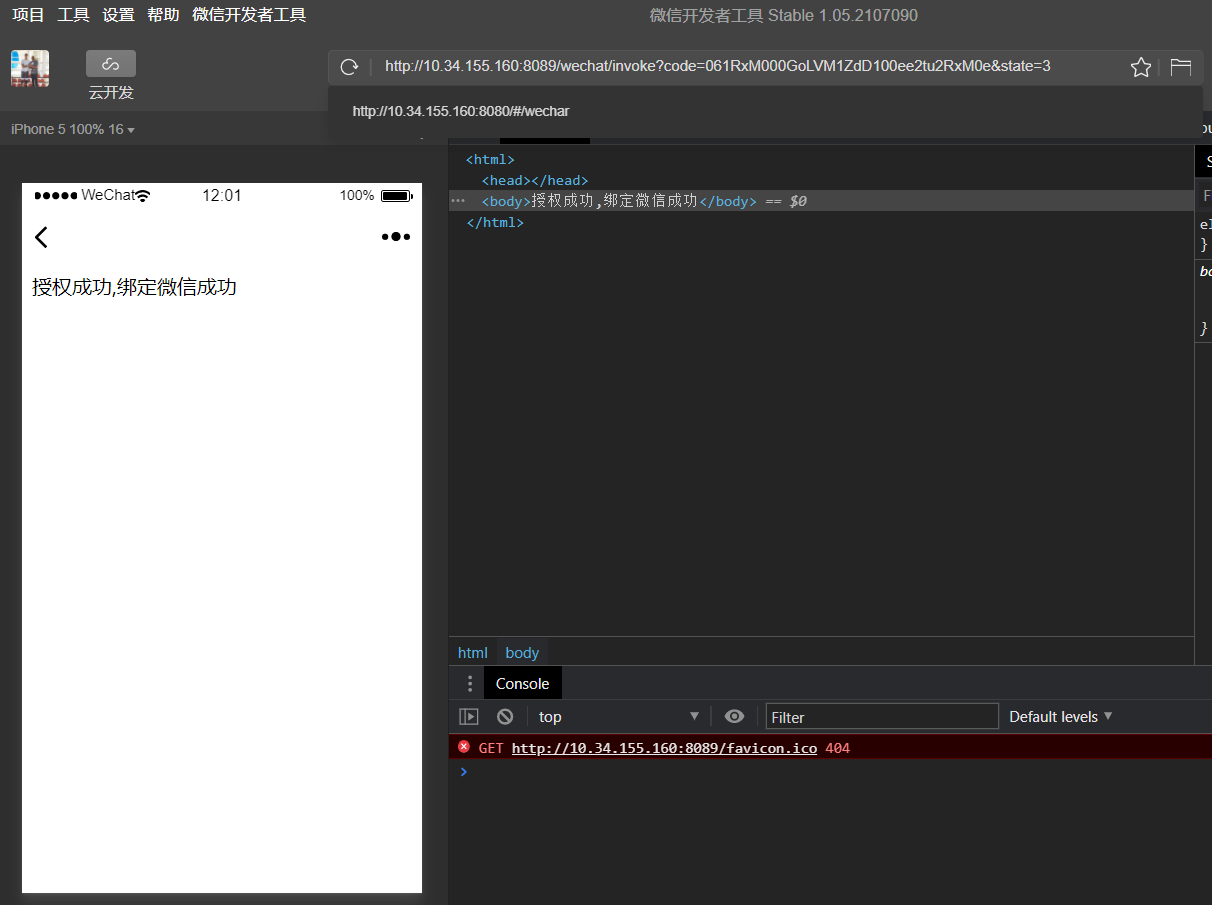 项目 工具 设置 帮助 微信开发者工具
微信开发者工具 Stable 1.05.2107090
云开发
http://10.34.155.160:8089/wechat/invoke?code=061RxM000GoLVM1ZdD100ee2tu2RxM0e&state=3
http://10.34.155.160:8080/#/wechar
iPhone 5 100% 16
WeChat
12:01
100%
授权成功,绑定微信成功
<html>
<head></head>
<body>授权成功,绑定微信成功</body> == $0
</html>
el
}
bo
}
html body
Console
top
Filter
Default levels
GET http://10.34.155.160:8089/favicon.ico 404